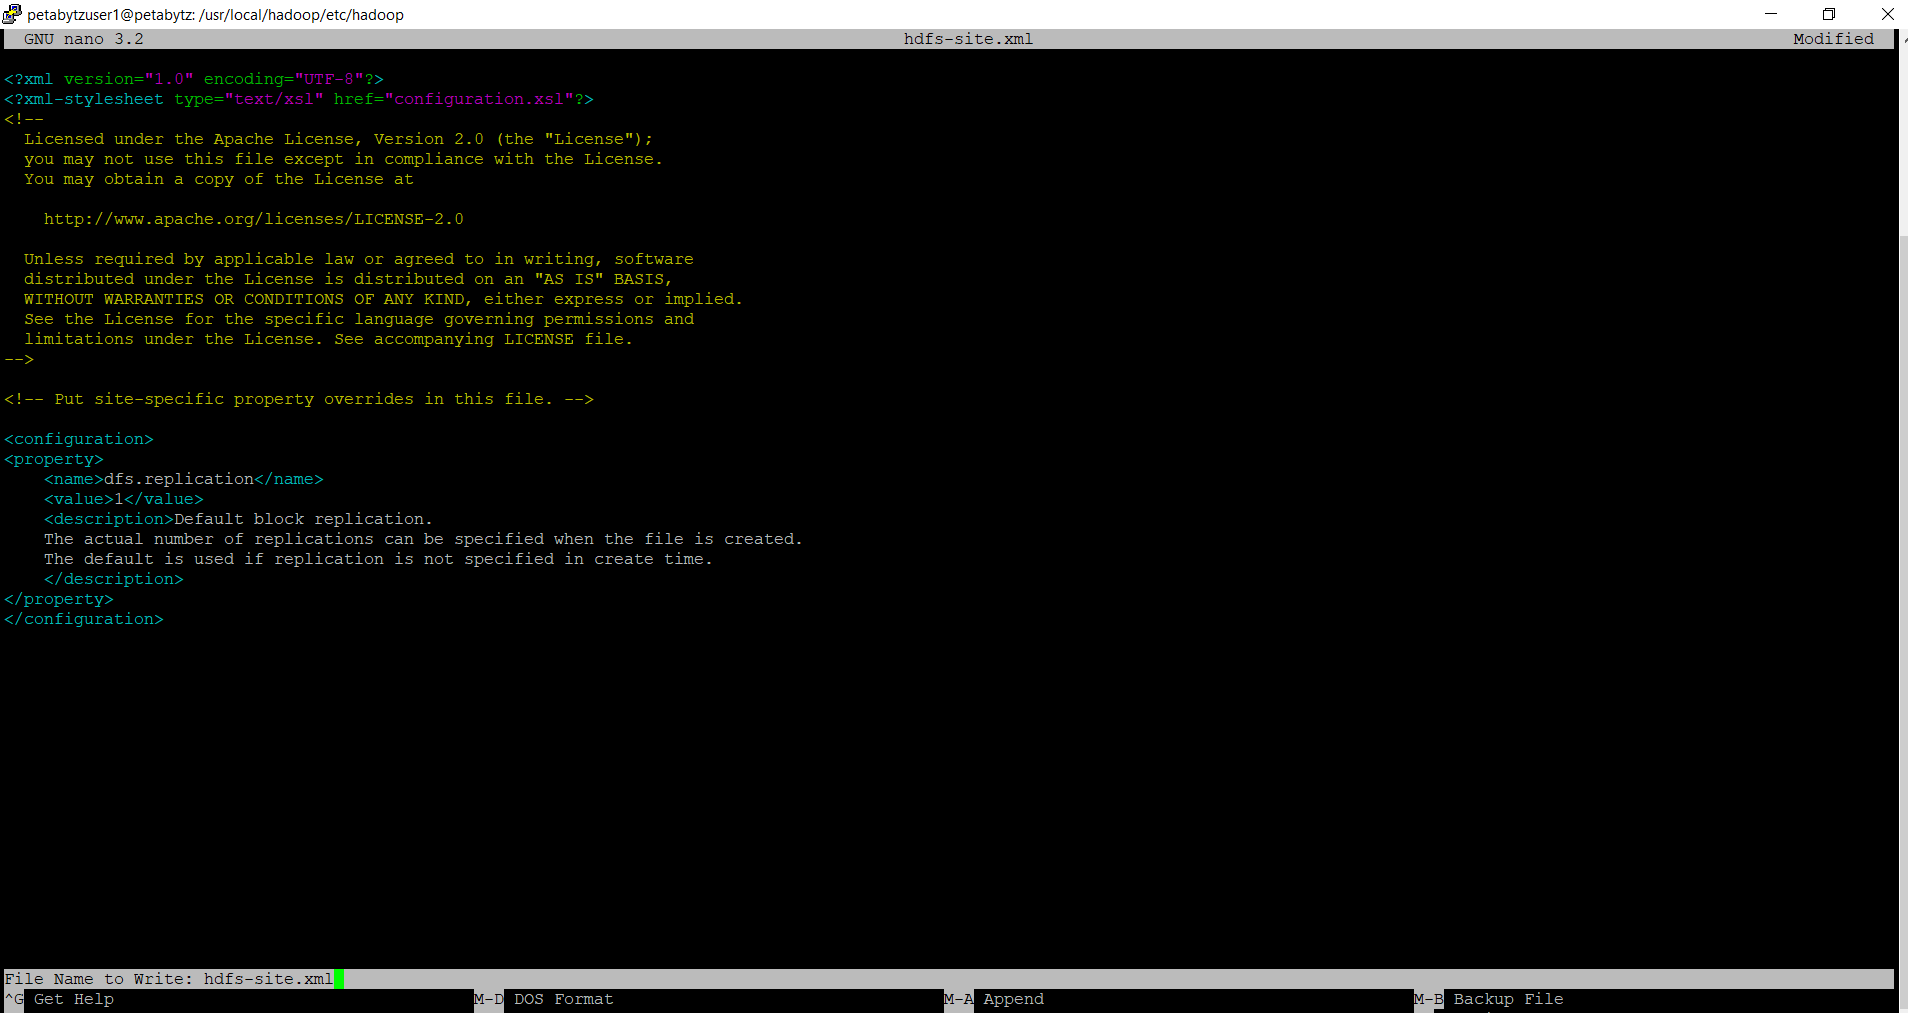 petabytzuser1@petabytz: /usr/local/hadoop/etc/hadoop
GNU nano 3.2 hdfs-site.xml Modified
<?xml version="1.0" encoding="UTF-8"?>
<?xml-stylesheet type="text/xsl" href="configuration.xsl"?>
<!--
  Licensed under the Apache License, Version 2.0 (the "License");
  you may not use this file except in compliance with the License.
  You may obtain a copy of the License at
    http://www.apache.org/licenses/LICENSE-2.0
  Unless required by applicable law or agreed to in writing, software
  distributed under the License is distributed on an "AS IS" BASIS,
  WITHOUT WARRANTIES OR CONDITIONS OF ANY KIND, either express or implied.
  See the License for the specific language governing permissions and
  limitations under the License. See accompanying LICENSE file.
-->
<!-- Put site-specific property overrides in this file. -->
<configuration>
<property>
    <name>dfs.replication</name>
    <value>1</value>
    <description>Default block replication.
    The actual number of replications can be specified when the file is created.
    The default is used if replication is not specified in create time.
    </description>
</property>
</configuration>
File Name to Write: hdfs-site.xml
^G Get Help M-D DOS Format M-A Append M-B Backup File